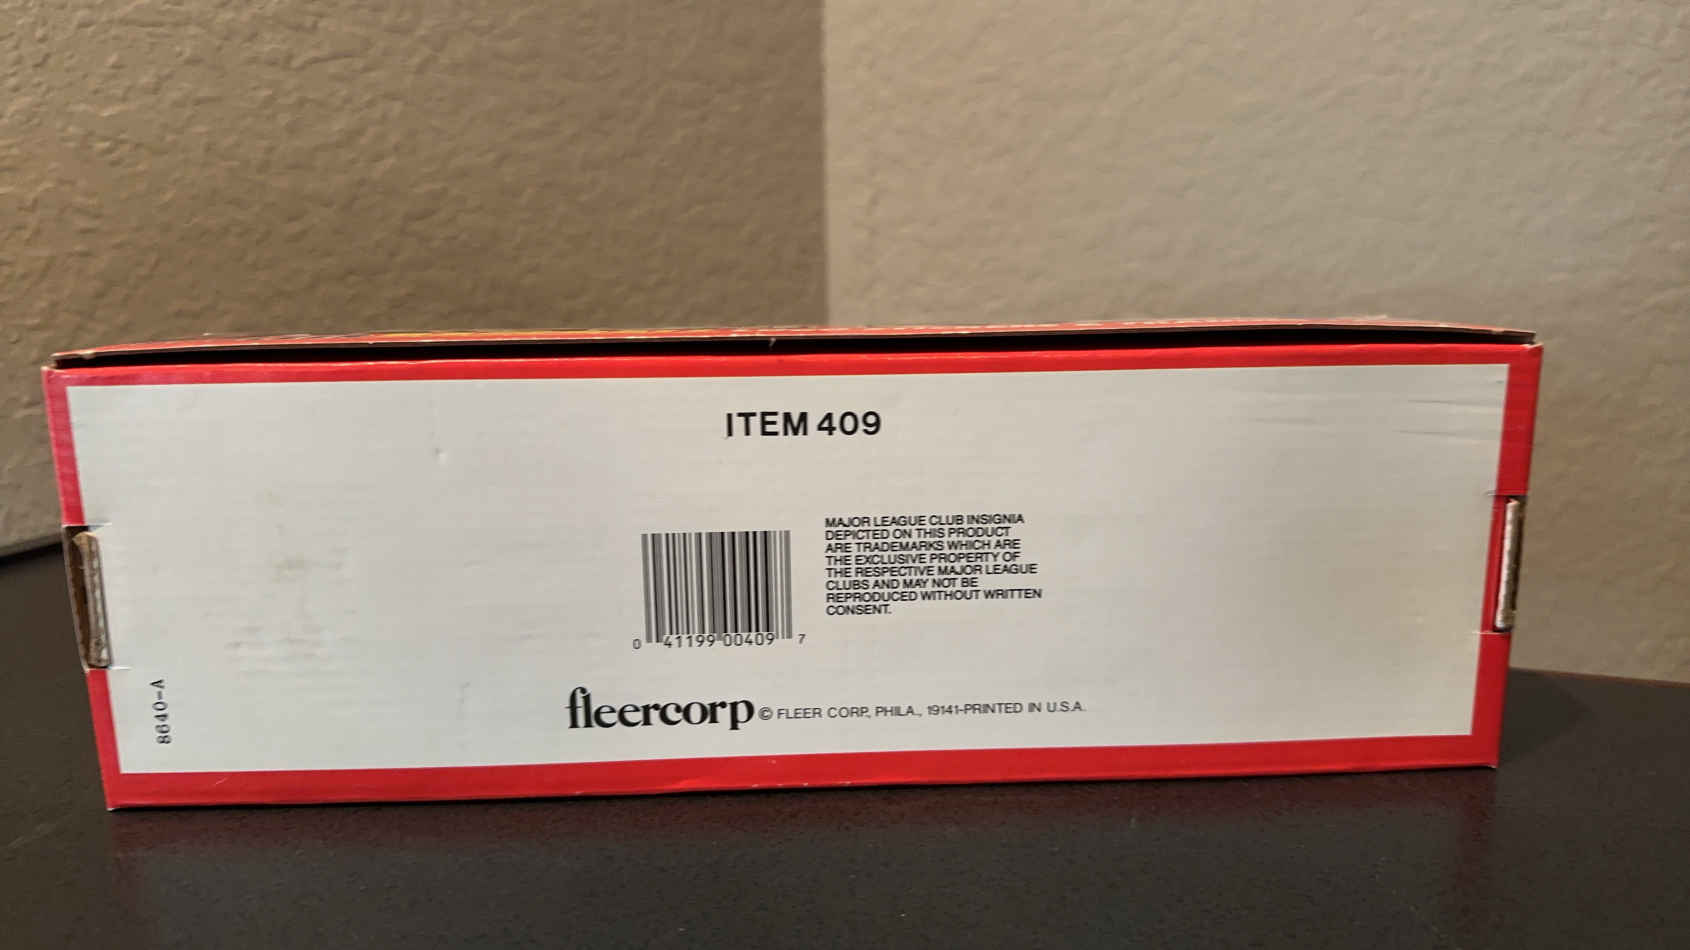 ITEM 409
MAJOR LEAGUE CLUB INSIGNIA
DEPICTED ON THIS PRODUCT
ARE TRADEMARKS WHICH ARE
THE EXCLUSIVE PROPERTY OF
THE RESPECTIVE MAJOR LEAGUE
CLUBS AND MAY NOT BE
REPRODUCED WITHOUT WRITTEN
CONSENT.
0 41199 00409 7
8640-A
fleercorp © FLEER CORP., PHILA., 19141-PRINTED IN U.S.A.